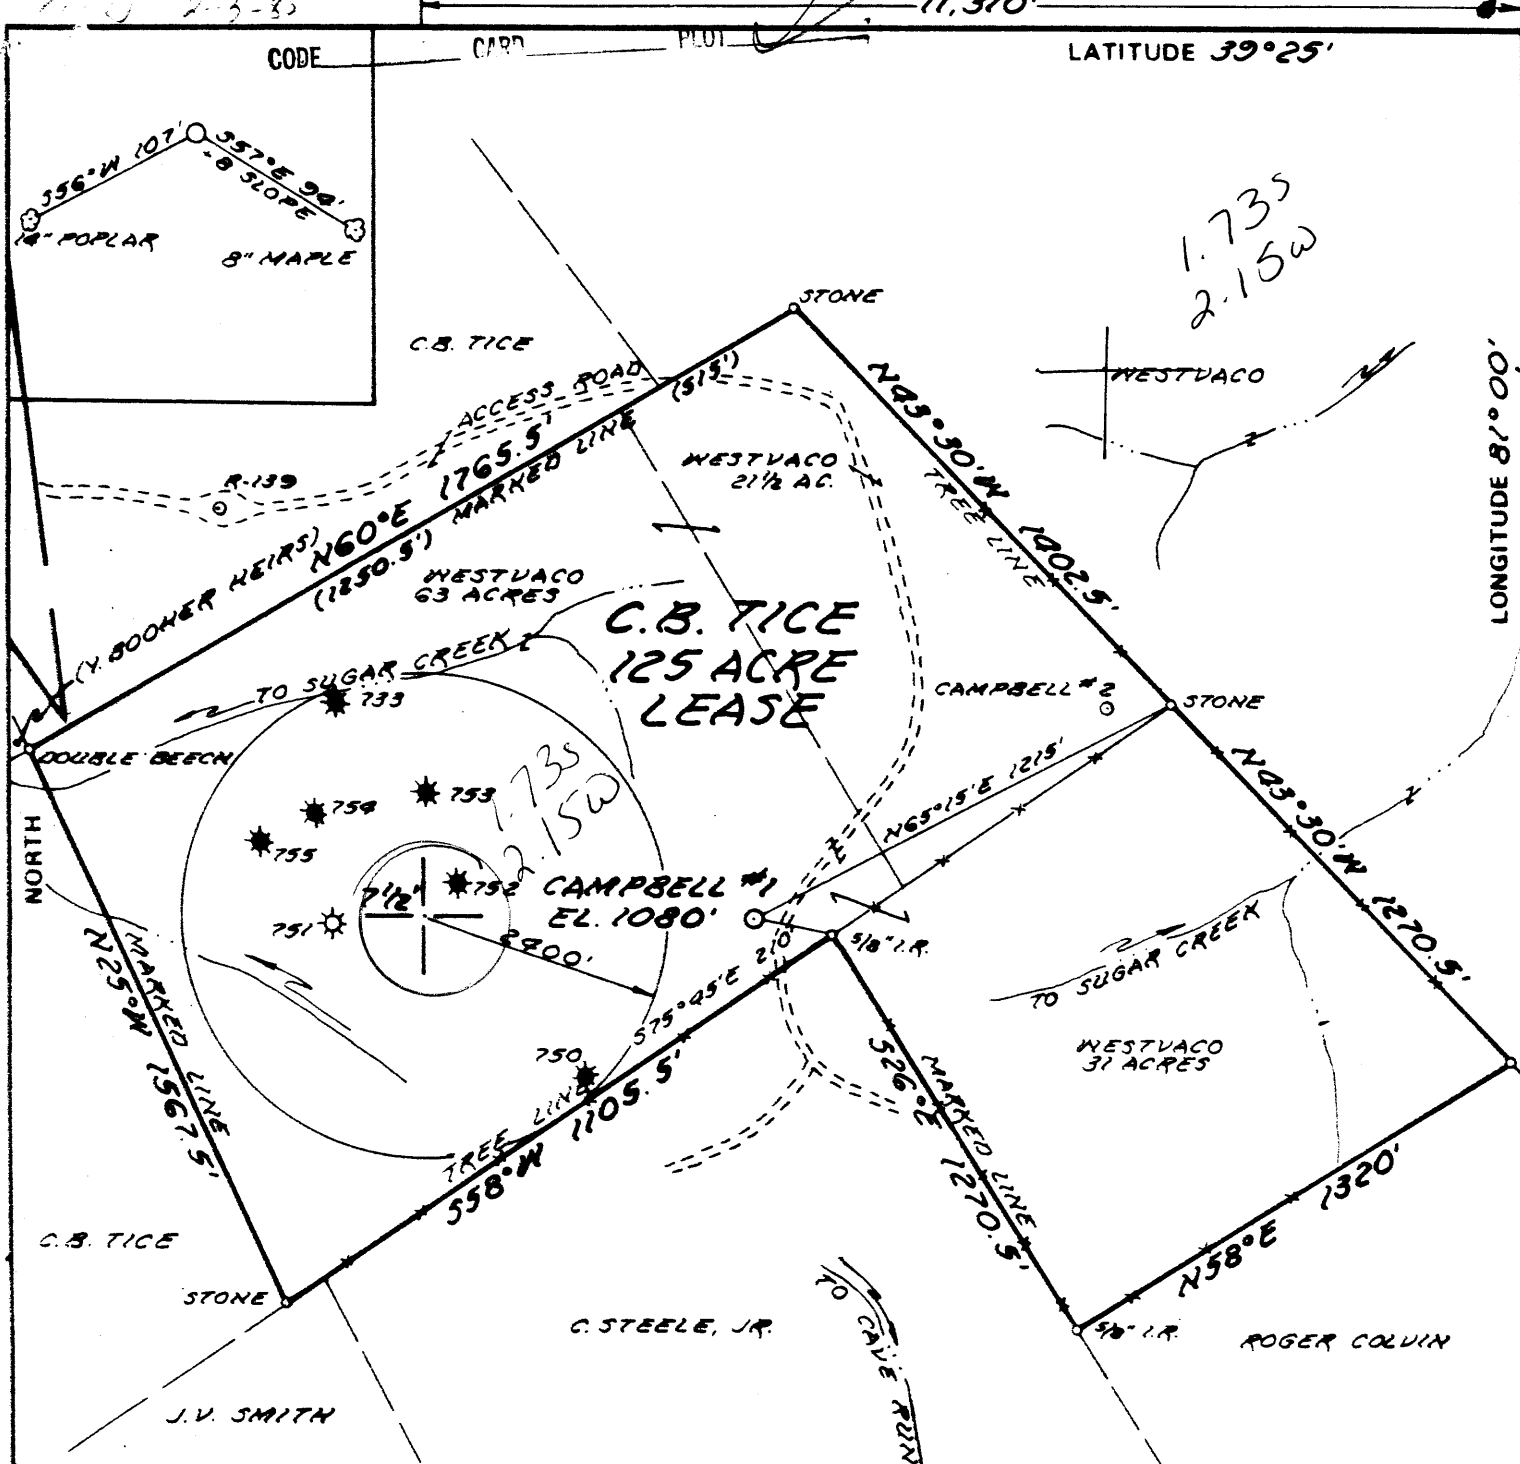 11,310'
CODE CARD PLOT
LATITUDE 39°25'
S56°W 107'
S57°E 94'
+8 SLOPE
14" POPLAR
8" MAPLE
1.73S
2.15W
STONE
C.B. TICE
WESTVACO
LONGITUDE 81°00'
ACCESS ROAD
(515')
N43°30'W 1402.5'
TREE LINE
R-139
N60°E 1765.5'
MARKED LINE
(1250.5')
(V. BOOHER HEIRS)
WESTVACO
21½ AC.
WESTVACO
63 ACRES
C.B. TICE
125 ACRE
LEASE
TO SUGAR CREEK
733
CAMPBELL #2
STONE
DOUBLE BEECH
1.73S
2.15W
753
754
755
N65°15'E 1215'
N43°30'W 1270.5'
NORTH
7½"
752
751
CAMPBELL #1
EL. 1080'
2400'
5/8" I.R.
S75°45'E 210'
TO SUGAR CREEK
MARKED LINE
N25°W 1567.5'
750
TREE LINE
S58°W 1105.5'
WESTVACO
31 ACRES
MARKED LINE
S26°E 1270.5'
N58°E 1320'
C.B. TICE
STONE
C. STEELE, JR.
TO CAVE RUN
5/8" I.R.
ROGER COLVIN
J.V. SMITH